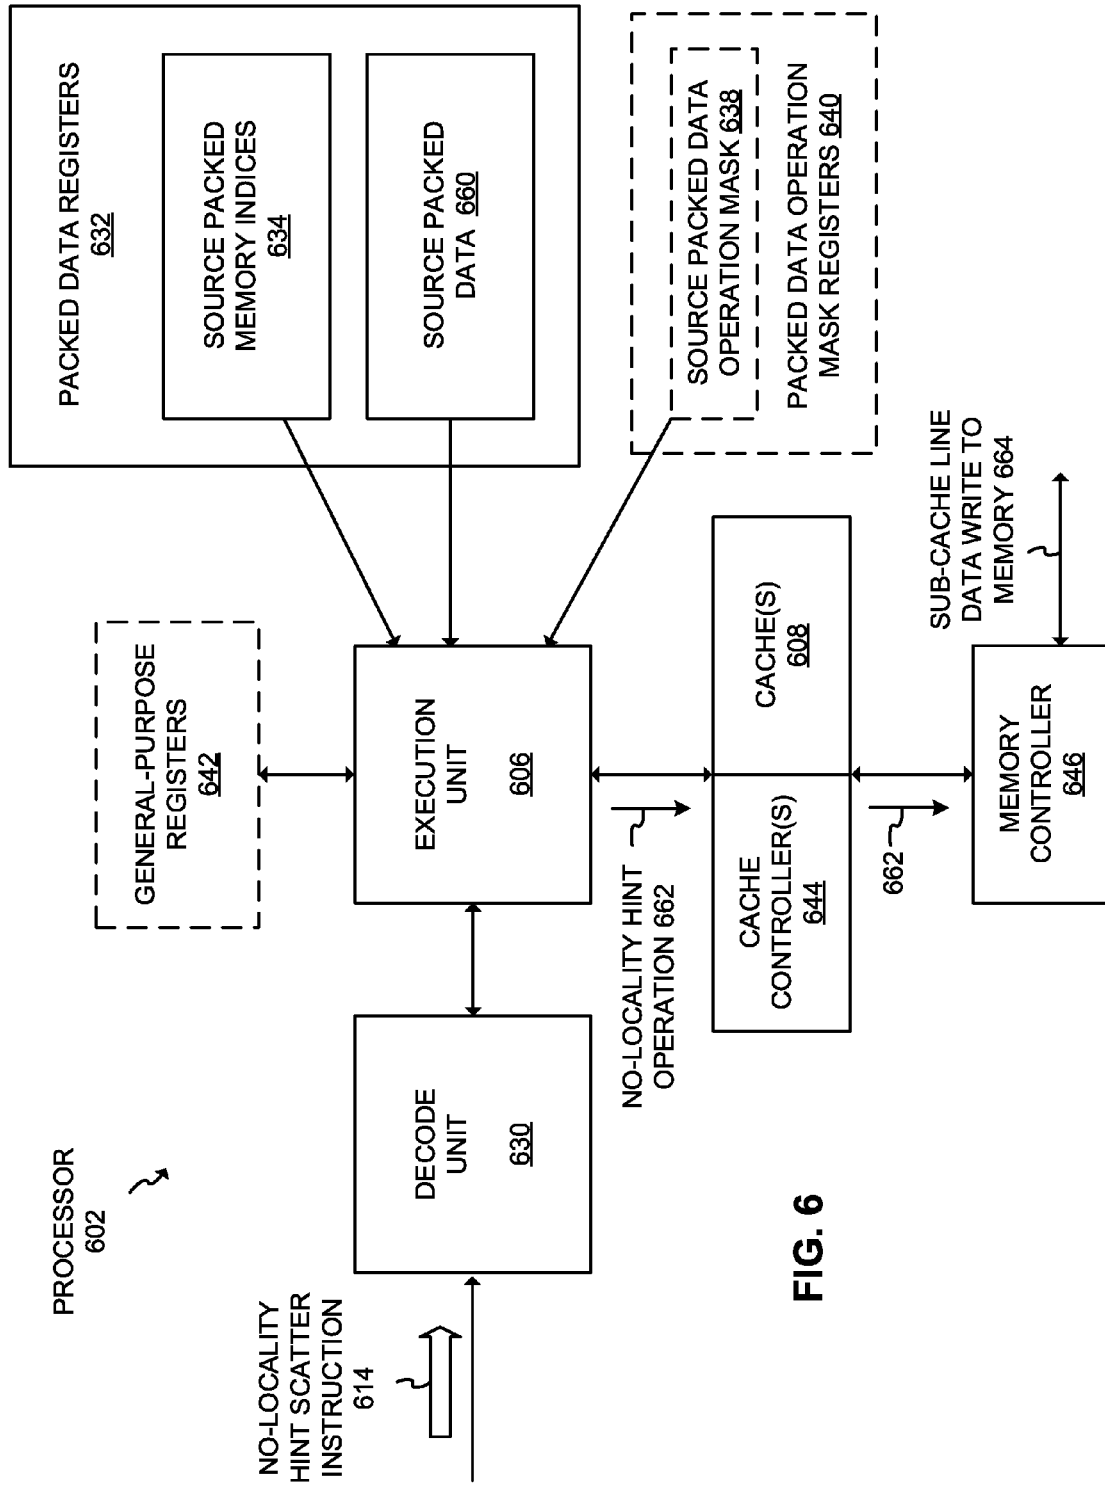 PROCESSOR
602
NO-LOCALITY
HINT SCATTER
INSTRUCTION
614
DECODE
UNIT
630
GENERAL-PURPOSE
REGISTERS
642
EXECUTION
UNIT
606
PACKED DATA REGISTERS
632
SOURCE PACKED
MEMORY INDICES
634
SOURCE PACKED
DATA 660
SOURCE PACKED DATA
OPERATION MASK 638
PACKED DATA OPERATION
MASK REGISTERS 640
NO-LOCALITY HINT
OPERATION 662
CACHE
CONTROLLER(S)
644
CACHE(S)
608
662
MEMORY
CONTROLLER
646
SUB-CACHE LINE
DATA WRITE TO
MEMORY 664
FIG. 6